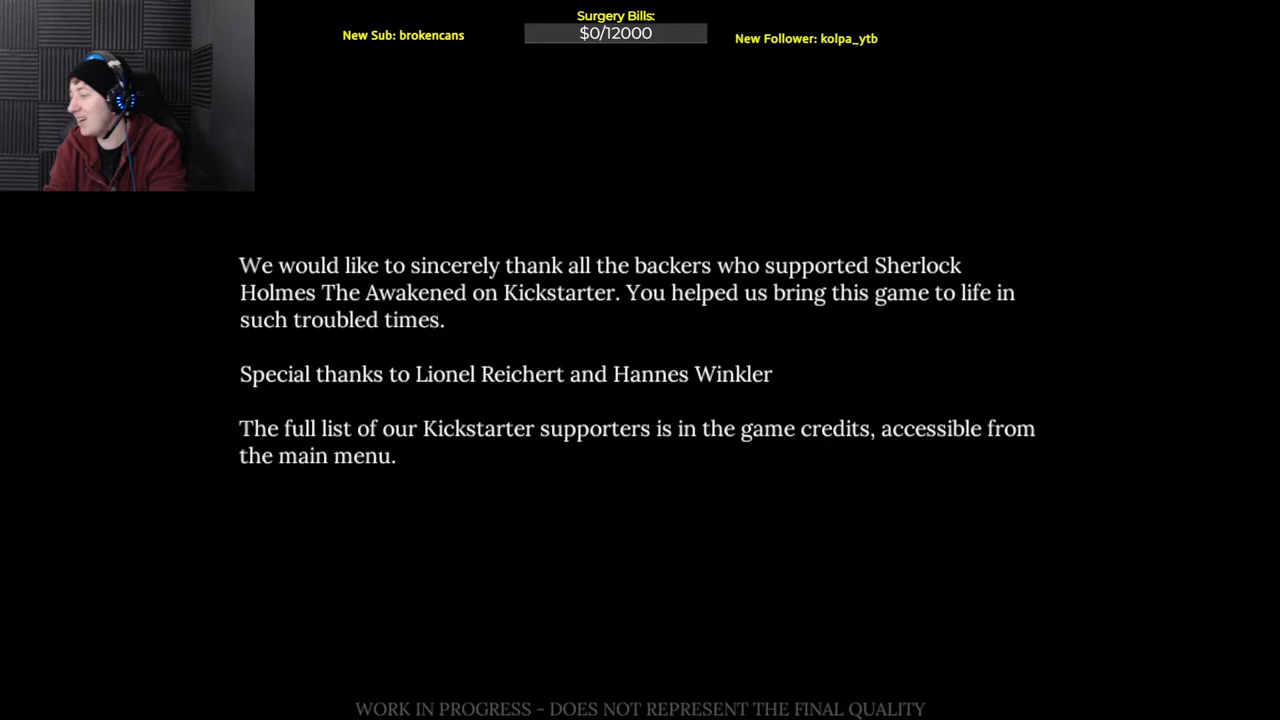 Surgery Bills:
New Sub: brokencans
$0/12000
New Follower: kolpa_ytb
We would like to sincerely thank all the backers who supported Sherlock
Holmes The Awakened on Kickstarter. You helped us bring this game to life in
such troubled times.
Special thanks to Lionel Reichert and Hannes Winkler
The full list of our Kickstarter supporters is in the game credits, accessible from
the main menu.
WORK IN PROGRESS - DOES NOT REPRESENT THE FINAL QUALITY